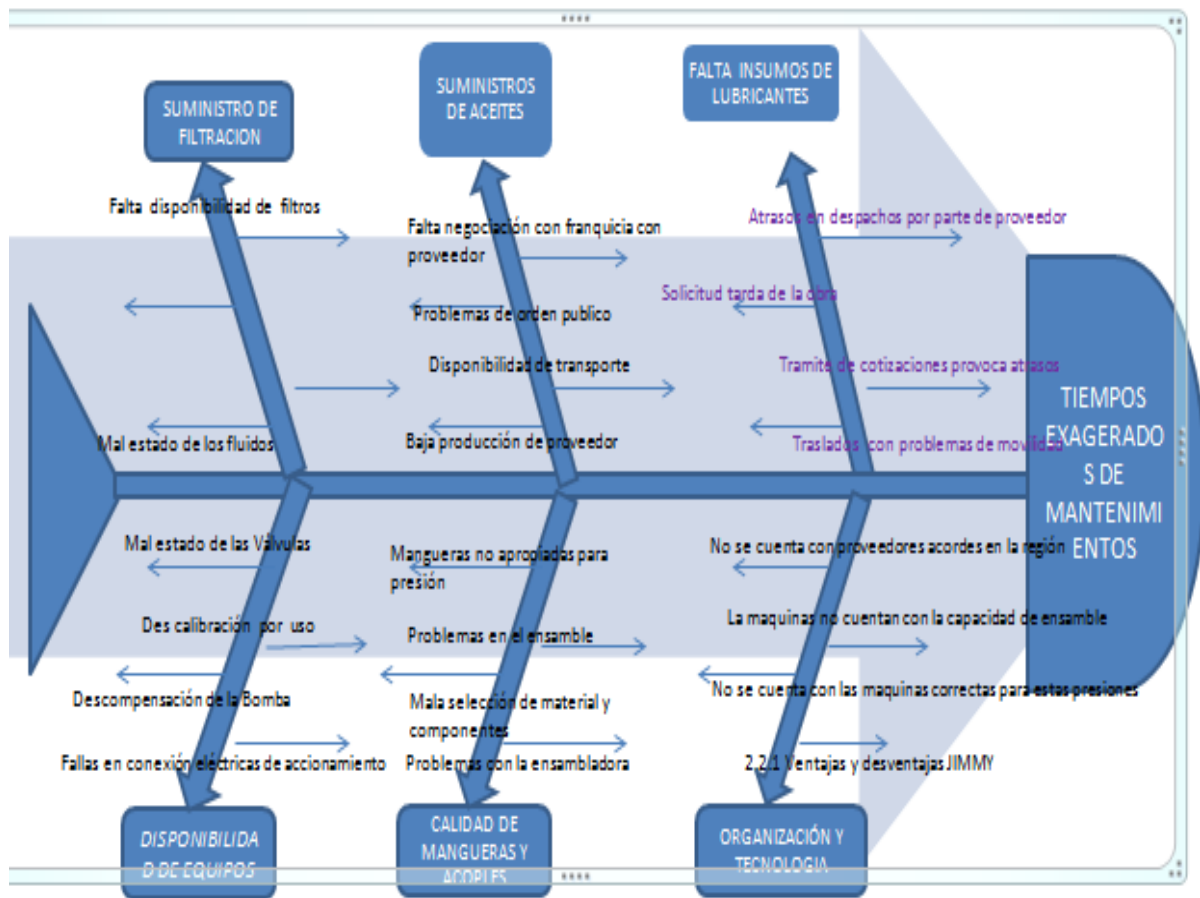 SUMINISTRO DE
FILTRACION
SUMINISTROS
DE ACEITES
FALTA INSUMOS DE
LUBRICANTES
Falta disponibilidad de filtros
Falta negociación con franquicia con
proveedor
Atrasos en despachos por parte de proveedor
Solicitud tarda de la obra
Problemas de orden publico
Disponibilidad de transporte
Tramite de cotizaciones provoca atrasos
Mal estado de los fluidos
Baja producción de proveedor
Traslados con problemas de movilidad
TIEMPOS
EXAGERADO
S DE
MANTENIMI
ENTOS
Mal estado de las Válvulas
Mangueras no apropiadas para
presión
No se cuenta con proveedores acordes en la región
Des calibración por uso
Problemas en el ensamble
La maquinas no cuentan con la capacidad de ensamble
Descompensación de la Bomba
Mala selección de material y
componentes
No se cuenta con las maquinas correctas para estas presiones
Fallas en conexión eléctricas de accionamiento
Problemas con la ensambladora
2.2.1 Ventajas y desventajas JIMMY
DISPONIBILIDA
D DE EQUIPOS
CALIDAD DE
MANGUERAS Y
ACOPLES
ORGANIZACIÓN Y
TECNOLOGIA